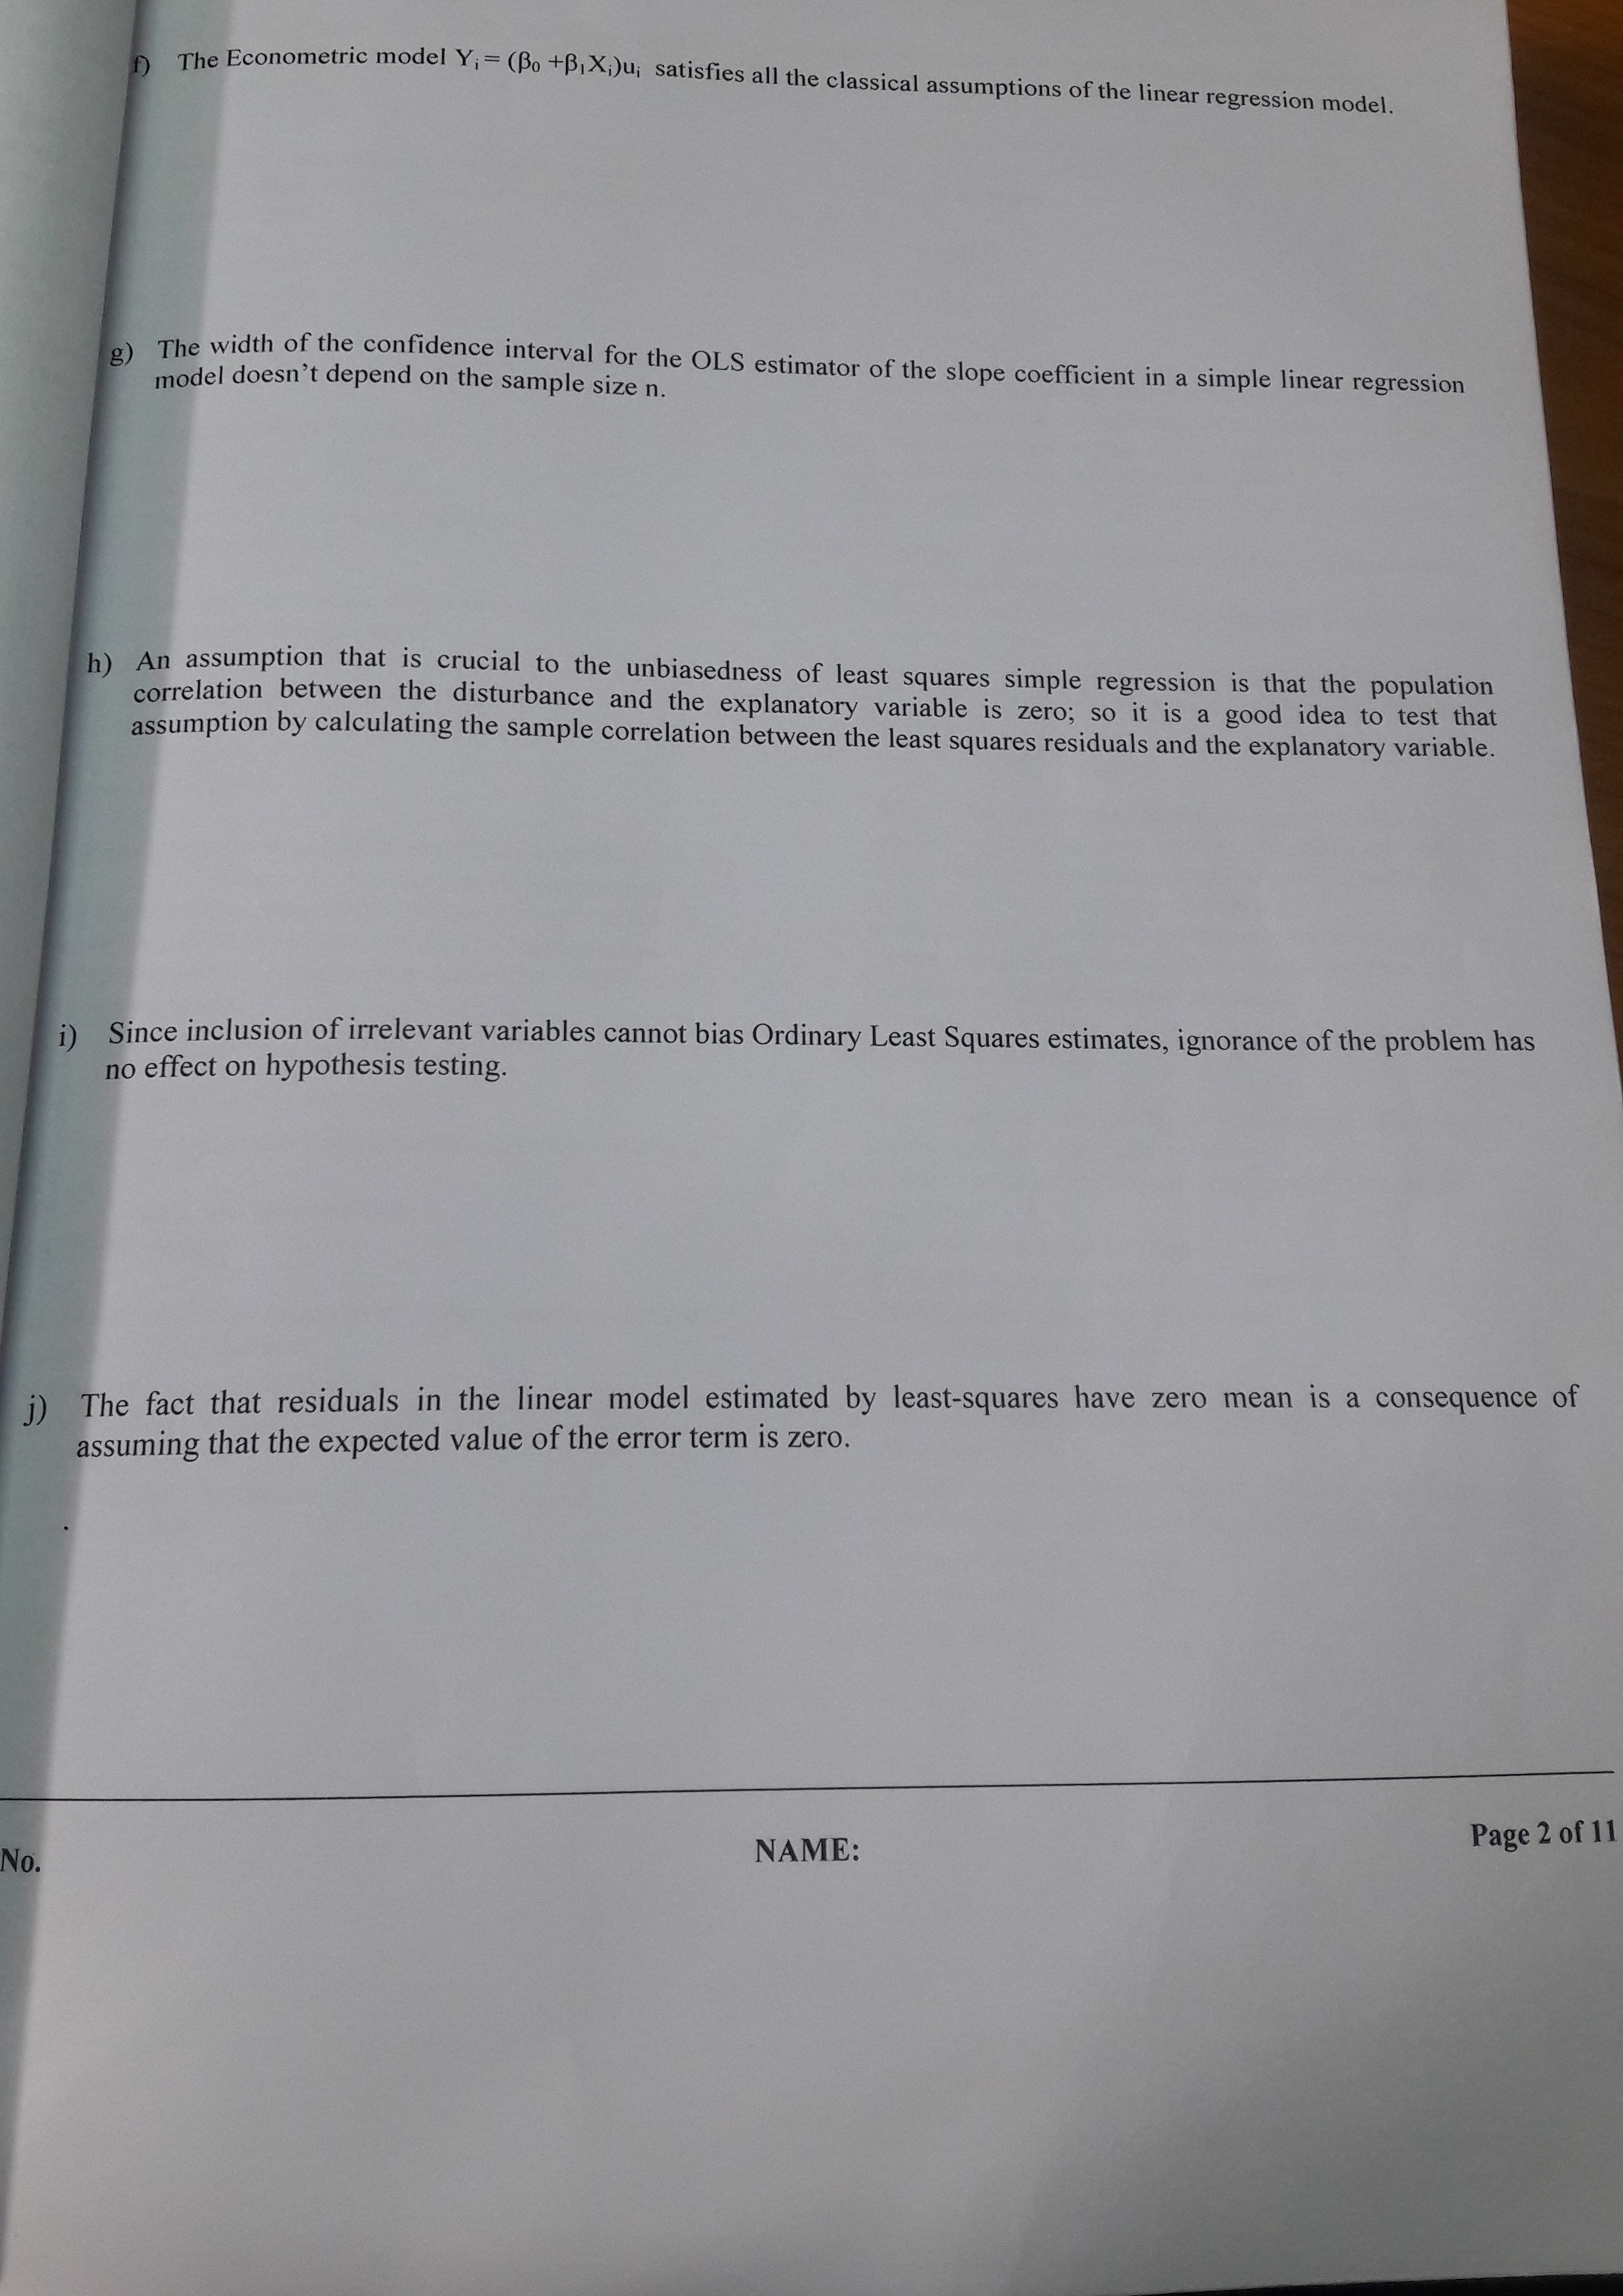 f) The Econometric model Yᵢ = (β₀ +β₁Xᵢ)uᵢ satisfies all the classical assumptions of the linear regression model.
g) The width of the confidence interval for the OLS estimator of the slope coefficient in a simple linear regression
model doesn't depend on the sample size n.
h) An assumption that is crucial to the unbiasedness of least squares simple regression is that the population
correlation between the disturbance and the explanatory variable is zero; so it is a good idea to test that
assumption by calculating the sample correlation between the least squares residuals and the explanatory variable.
i) Since inclusion of irrelevant variables cannot bias Ordinary Least Squares estimates, ignorance of the problem has
no effect on hypothesis testing.
j) The fact that residuals in the linear model estimated by least-squares have zero mean is a consequence of
assuming that the expected value of the error term is zero.
No. NAME: Page 2 of 11